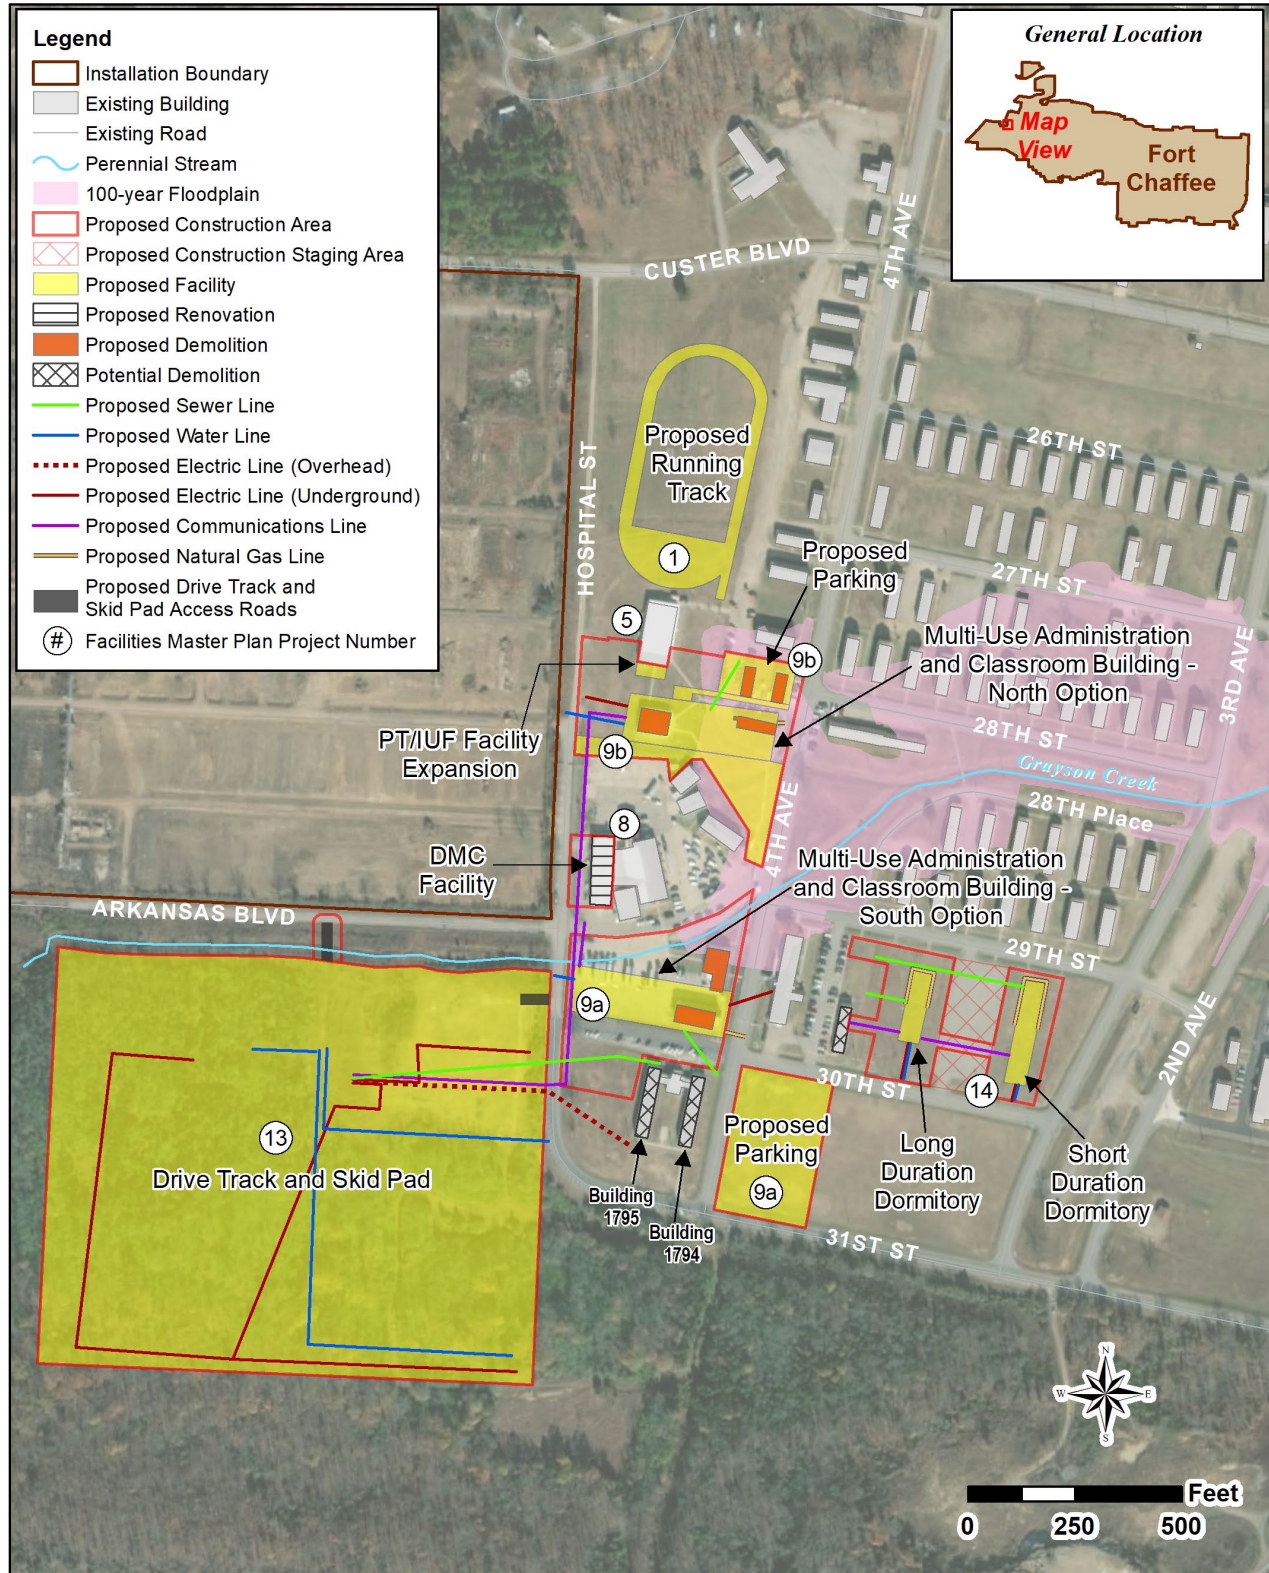 Legend
Installation Boundary
Existing Building
Existing Road
Perennial Stream
100-year Floodplain
Proposed Construction Area
Proposed Construction Staging Area
Proposed Facility
Proposed Renovation
Proposed Demolition
Potential Demolition
Proposed Sewer Line
Proposed Water Line
Proposed Electric Line (Overhead)
Proposed Electric Line (Underground)
Proposed Communications Line
Proposed Natural Gas Line
Proposed Drive Track and
Skid Pad Access Roads
# Facilities Master Plan Project Number
General Location
Map
View
Fort
Chaffee
CUSTER BLVD
4TH AVE
HOSPITAL ST
26TH ST
Proposed
Running
Track
1
27TH ST
Proposed
Parking
5
9b
Multi-Use Administration
and Classroom Building -
North Option
3RD AVE
28TH ST
PT/IUF Facility
Expansion
9b
Grayson Creek
28TH Place
4TH AVE
8
DMC
Facility
Multi-Use Administration
and Classroom Building -
South Option
ARKANSAS BLVD
29TH ST
9a
2ND AVE
30TH ST
14
13
Drive Track and Skid Pad
Proposed
Parking
9a
Long
Duration
Dormitory
Short
Duration
Dormitory
Building
1795
Building
1794
31ST ST
N
W
E
S
Feet
0
250
500